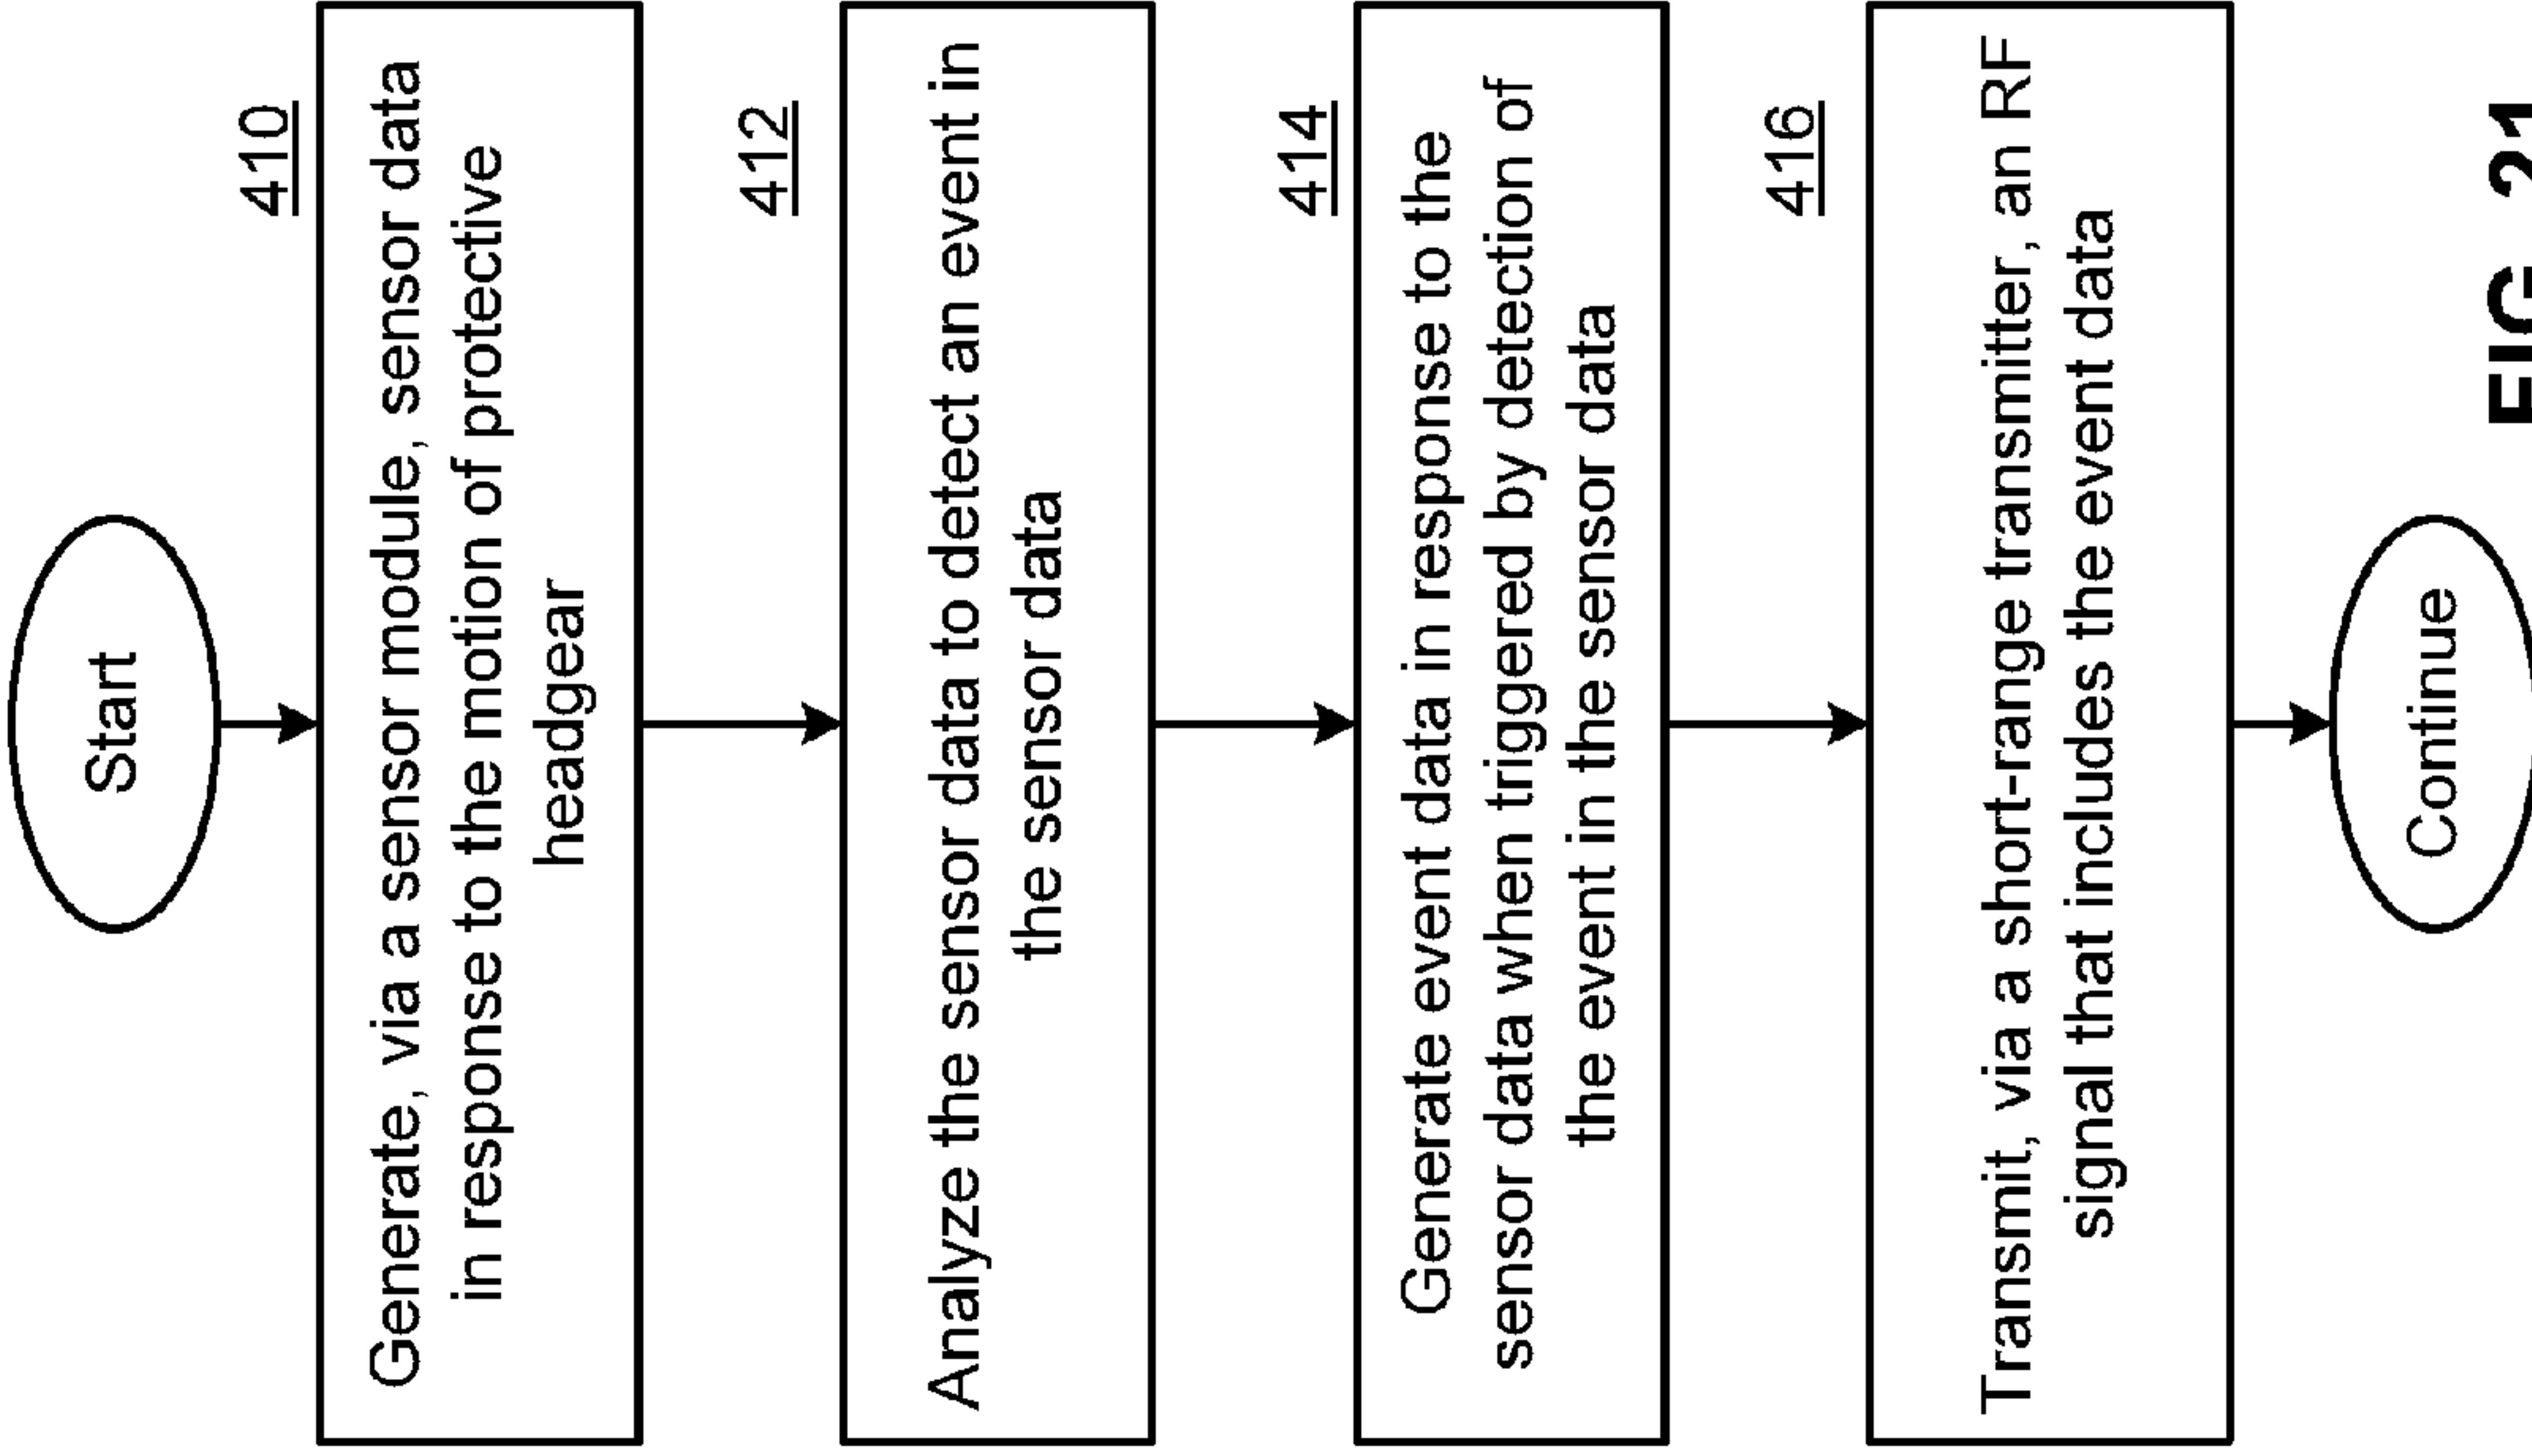 Start
410
Generate, via a sensor module, sensor data
in response to the motion of protective
headgear
412
Analyze the sensor data to detect an event in
the sensor data
414
Generate event data in response to the
sensor data when triggered by detection of
the event in the sensor data
416
Transmit, via a short-range transmitter, an RF
signal that includes the event data
Continue
FIG. 21